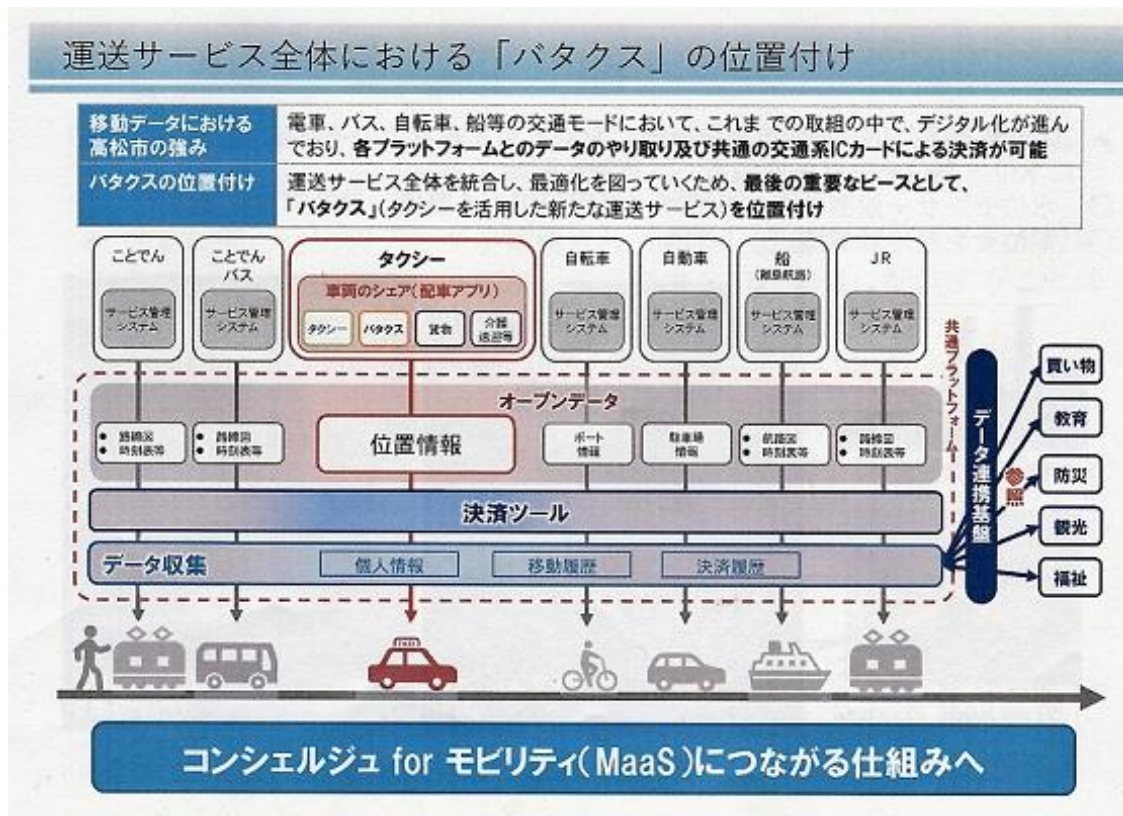 運送サービス全体における「バタクス」の位置付け
移動データにおける
高松市の強み
電車、バス、自転車、船等の交通モードにおいて、これま での取組の中で、デジタル化が進ん
でおり、各プラットフォームとのデータのやり取り及び共通の交通系ICカードによる決済が可能
バタクスの位置付け
運送サービス全体を統合し、最適化を図っていくため、最後の重要なピースとして、
「バタクス」(タクシーを活用した新たな運送サービス)を位置付け
ことでん
サービス管理
システム
ことでん
バス
サービス管理
システム
タクシー
車両のシェア(配車アプリ)
タクシー
バタクス
貨物
介護
送迎等
自転車
サービス管理
システム
自動車
サービス管理
システム
船
(離島航路)
サービス管理
システム
JR
サービス管理
システム
共通プラットフォーム
オープンデータ
• 路線図
• 時刻表等
• 路線図
• 時刻表等
位置情報
ポート
情報
駐車場
情報
• 航路図
• 時刻表等
• 路線図
• 時刻表等
決済ツール
データ収集
個人情報
移動履歴
決済履歴
データ連携基盤
参照
買い物
教育
防災
観光
福祉
TAXI
コンシェルジュ for モビリティ(MaaS)につながる仕組みへ